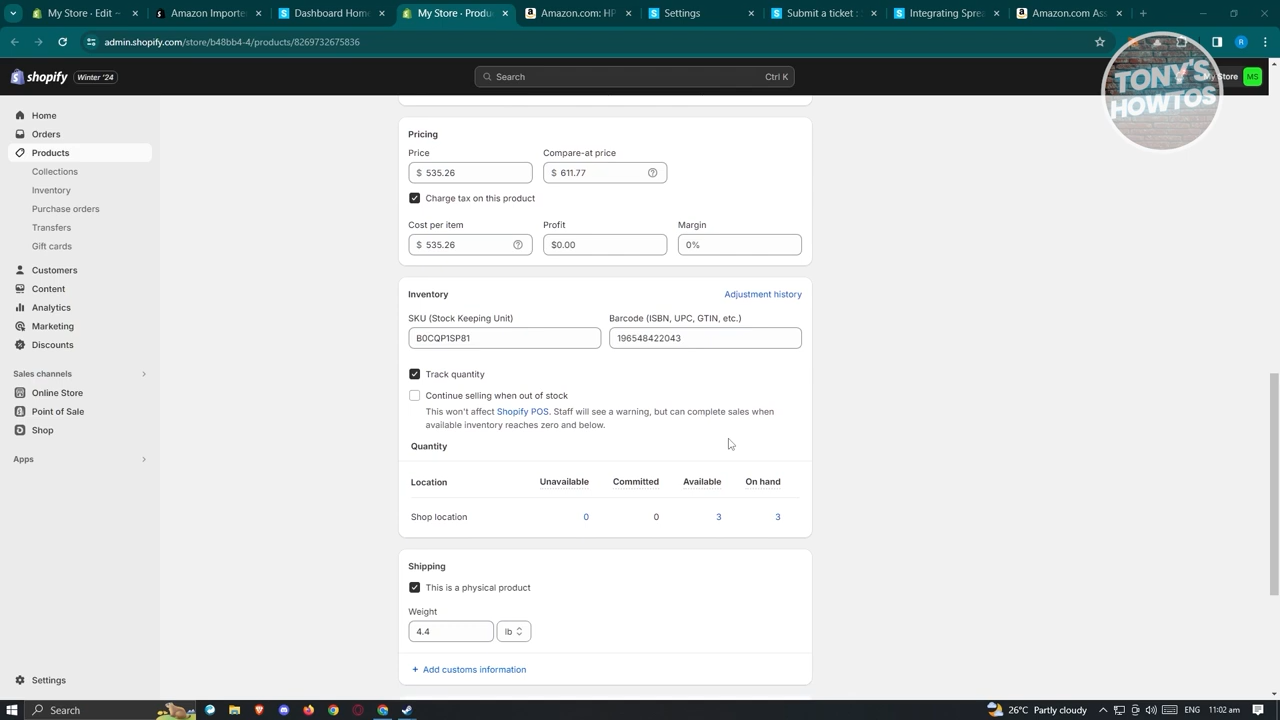 My Store - Edit -
Amazon Importe
Dashboard Home
My Store - Produc
Amazon.com: HP
Settings
Submit a ticket : S
Integrating Sprea
Amazon.com Ass
admin.shopify.com/store/b48bb4-4/products/8269732675836
shopify
Winter '24
Search
Ctrl K
My Store
MS
TONY'S
HOWTOS
Home
Orders
Products
Collections
Inventory
Purchase orders
Transfers
Gift cards
Customers
Content
Analytics
Marketing
Discounts
Sales channels
Online Store
Point of Sale
Shop
Apps
Settings
Pricing
Price
Compare-at price
$ 535.26
$ 611.77
Charge tax on this product
Cost per item
Profit
Margin
$ 535.26
$0.00
0%
Inventory
Adjustment history
SKU (Stock Keeping Unit)
Barcode (ISBN, UPC, GTIN, etc.)
B0CQP1SP81
196548422043
Track quantity
Continue selling when out of stock
This won't affect Shopify POS. Staff will see a warning, but can complete sales when
available inventory reaches zero and below.
Quantity
Location Unavailable Committed Available On hand
Shop location 0 0 3 3
Shipping
This is a physical product
Weight
4.4
lb
+ Add customs information
Search
26°C Partly cloudy
ENG
11:02 am